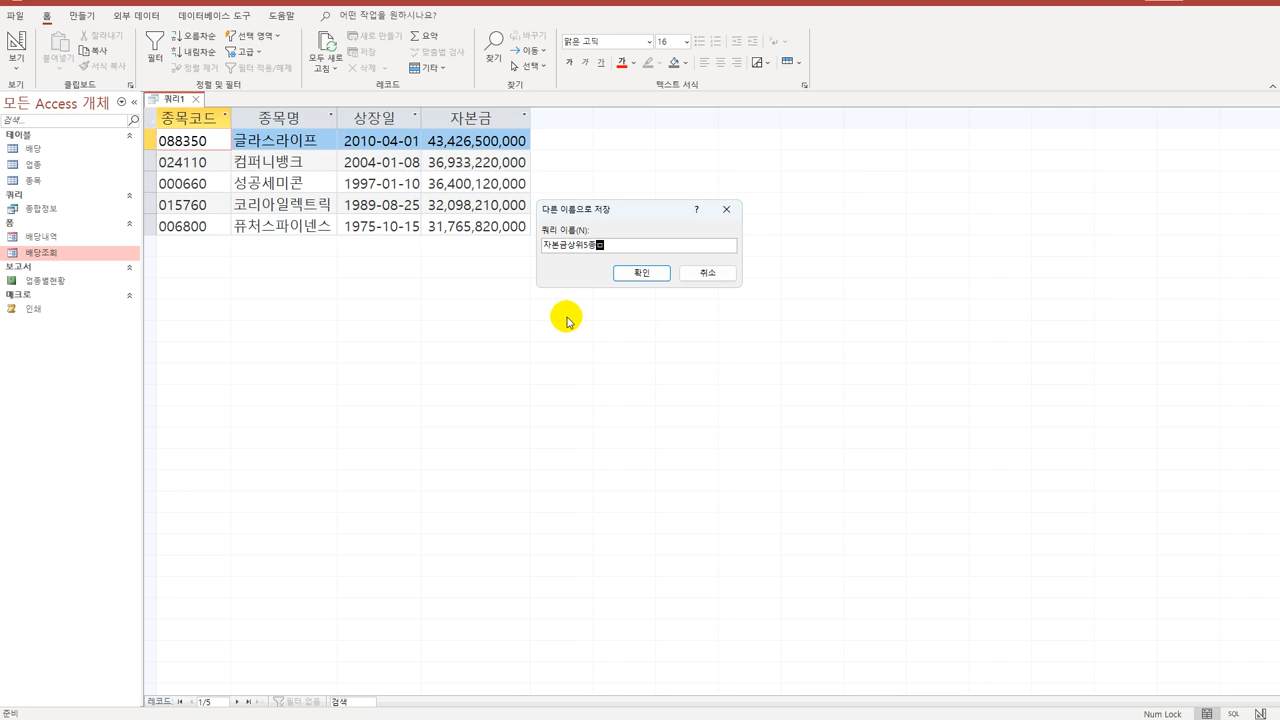 파일 홈 만들기 외부 데이터 데이터베이스 도구 도움말 어떤 작업을 원하시나요?
보기
붙여넣기
잘라내기
복사
서식 복사
클립보드
필터
오름차순
내림차순
정렬 제거
선택 영역
고급
필터 적용/해제
정렬 및 필터
모두 새로
고침
새로 만들기
저장
삭제
요약
맞춤법 검사
기타
레코드
찾기
바꾸기
이동
선택
찾기
맑은 고딕 16
가 가 가 가
텍스트 서식
모든 Access 개체
검색...
테이블
배당
업종
종목
쿼리
종합정보
폼
배당내역
배당조회
보고서
업종별현황
매크로
인쇄
쿼리1
종목코드 종목명 상장일 자본금
088350 글라스라이프 2010-04-01 43,426,500,000
024110 컴퍼니뱅크 2004-01-08 36,933,220,000
000660 성공세미콘 1997-01-10 36,400,120,000
015760 코리아일렉트릭 1989-08-25 32,098,210,000
006800 퓨처스파이넨스 1975-10-15 31,765,820,000
다른 이름으로 저장 ?
쿼리 이름(N):
자본금상위5종ㅁ
확인 취소
레코드: 1/5 필터 없음 검색
준비 Num Lock SQL